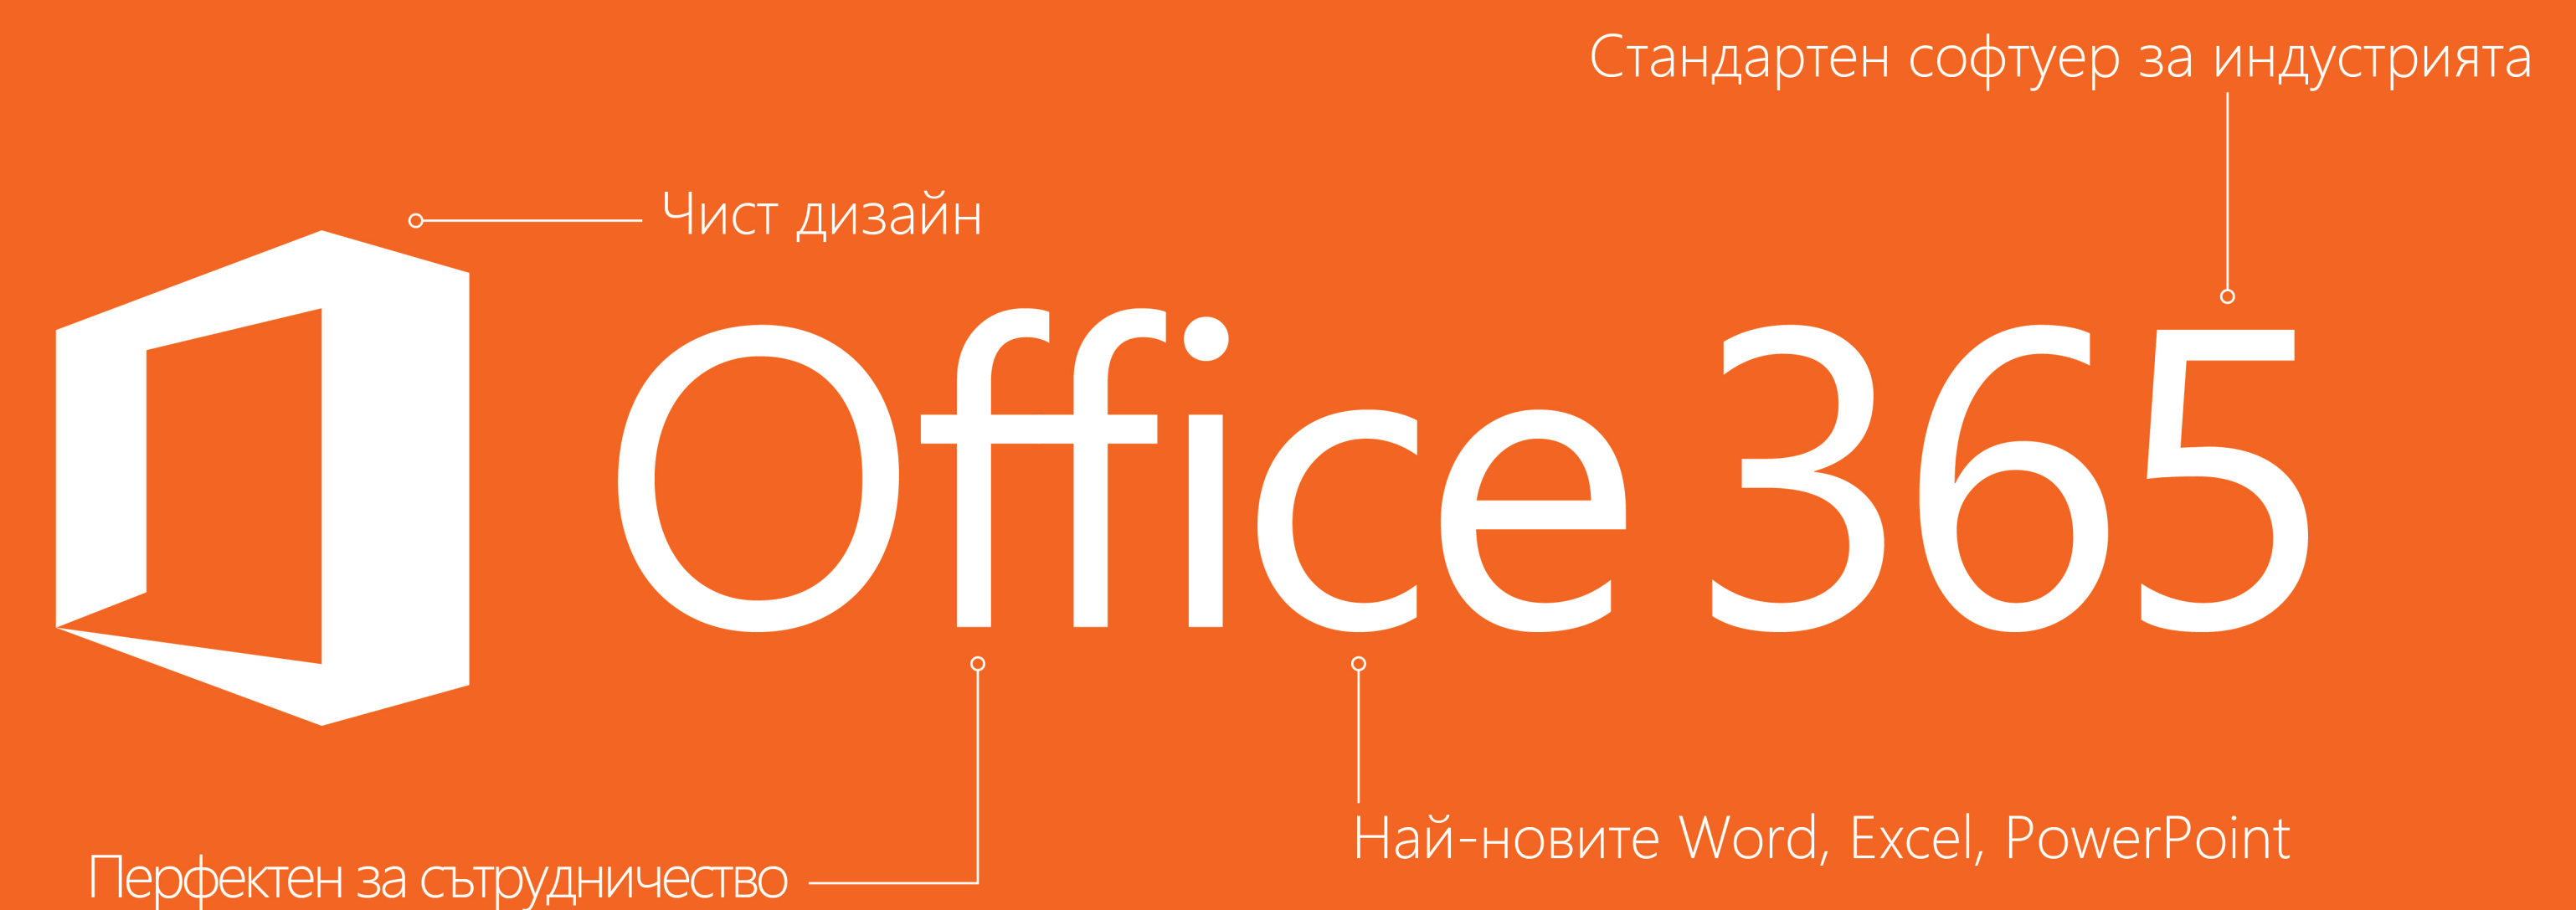 Стандартен софтуер за индустрията
Чист дизайн
Office 365
Най-новите Word, Excel, PowerPoint
Перфектен за сътрудничество